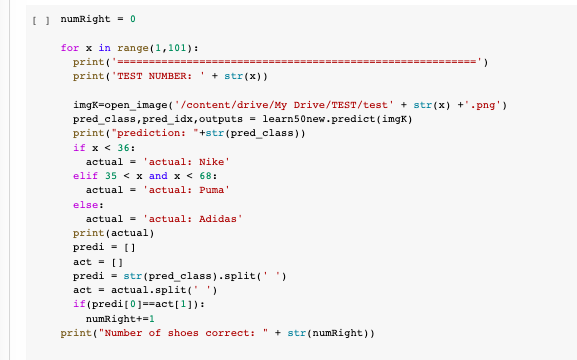 [ ] numRight = 0
for x in range(1,101):
print('==========================================================')
print('TEST NUMBER: ' + str(x))
imgK=open_image('/content/drive/My Drive/TEST/test' + str(x) +'.png')
pred_class,pred_idx,outputs = learn50new.predict(imgK)
print("prediction: "+str(pred_class))
if x < 36:
actual = 'actual: Nike'
elif 35 < x and x < 68:
actual = 'actual: Puma'
else:
actual = 'actual: Adidas'
print(actual)
predi = []
act = []
predi = str(pred_class).split(' ')
act = actual.split(' ')
if(predi[0]==act[1]):
numRight+=1
print("Number of shoes correct: " + str(numRight))